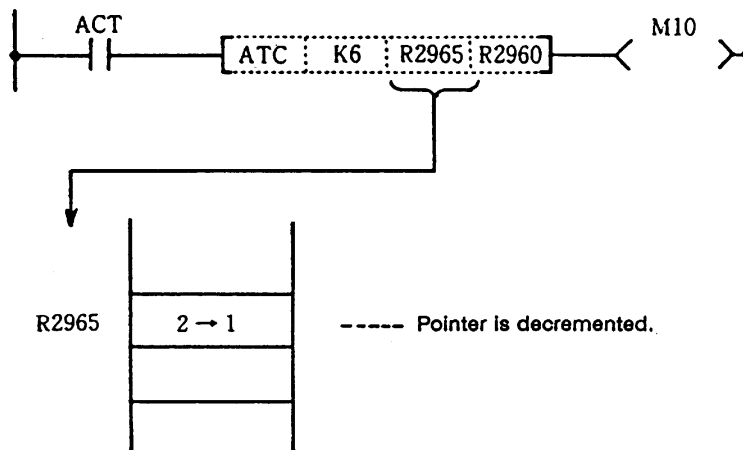 ACT
M10
ATC K6 R2965 R2960
R2965 2 → 1 ----- Pointer is decremented.